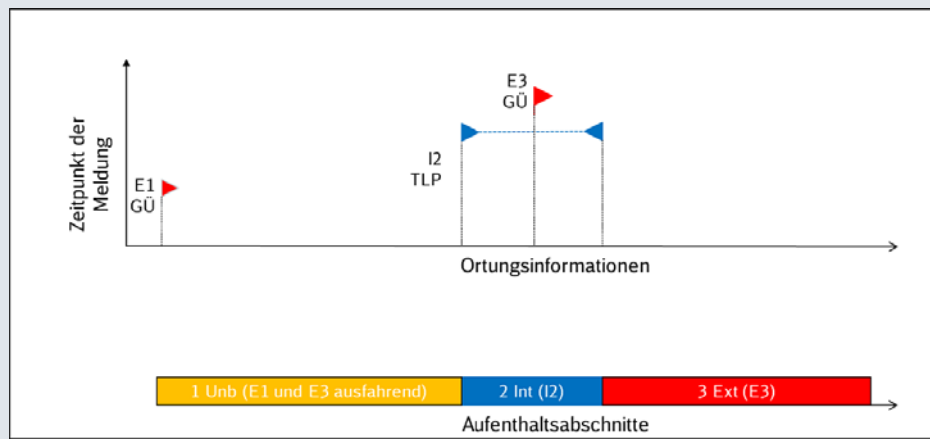 E3
GÜ
Zeitpunkt der
Meldung
I2
TLP
E1
GÜ
Ortungsinformationen
1 Unb (E1 und E3 ausfahrend)
2 Int (I2)
3 Ext (E3)
Aufenthaltsabschnitte